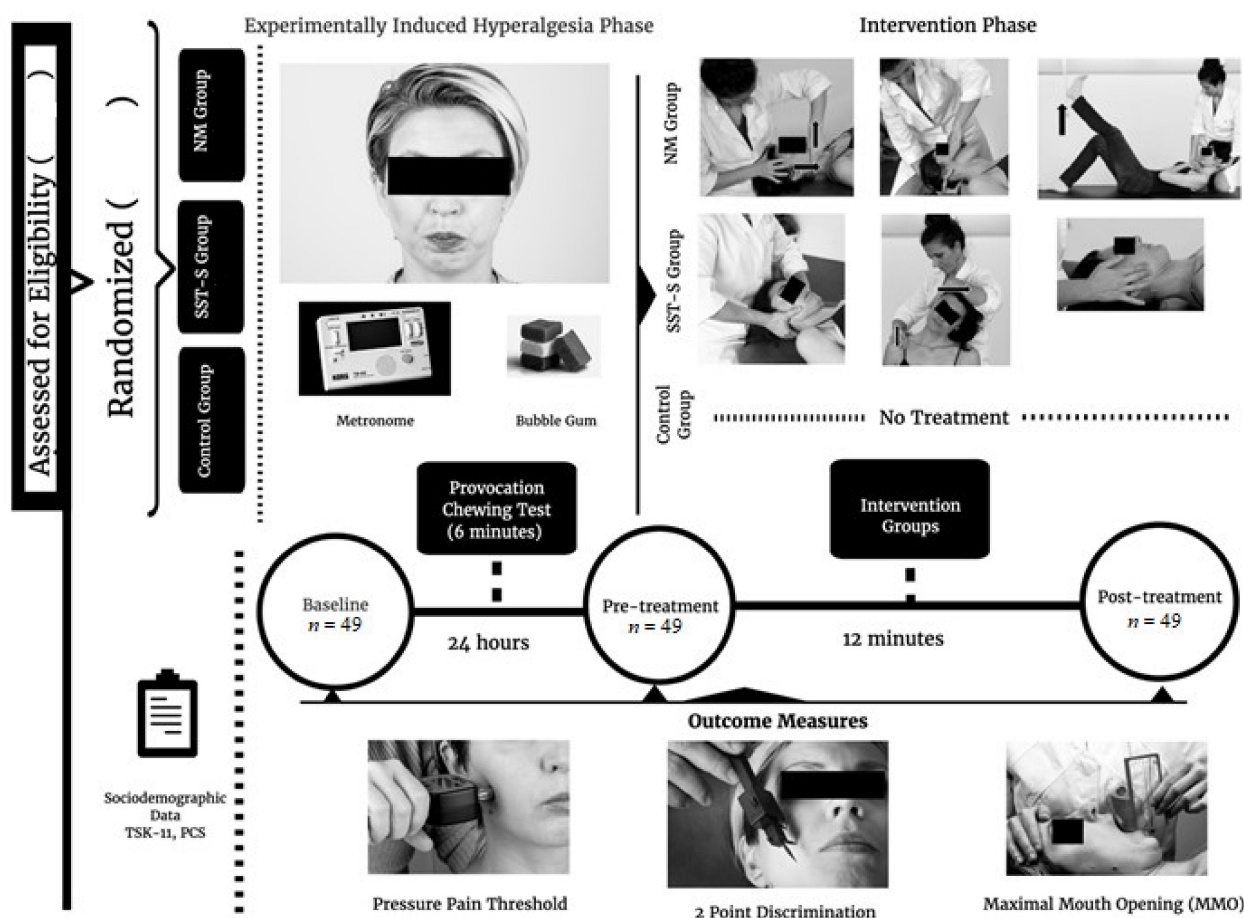 Experimentally Induced Hyperalgesia Phase
Intervention Phase
Assessed for Eligibility ( )
Randomized ( )
NM Group
SST-S Group
Control Group
KORG
Metronome
Bubble Gum
NM Group
SST-S Group
Control
Group
No Treatment
Provocation
Chewing Test
(6 minutes)
Intervention
Groups
Baseline
n = 49
24 hours
Pre-treatment
n = 49
12 minutes
Post-treatment
n = 49
Sociodemographic
Data
TSK-11, PCS
Outcome Measures
Pressure Pain Threshold
2 Point Discrimination
Maximal Mouth Opening (MMO)